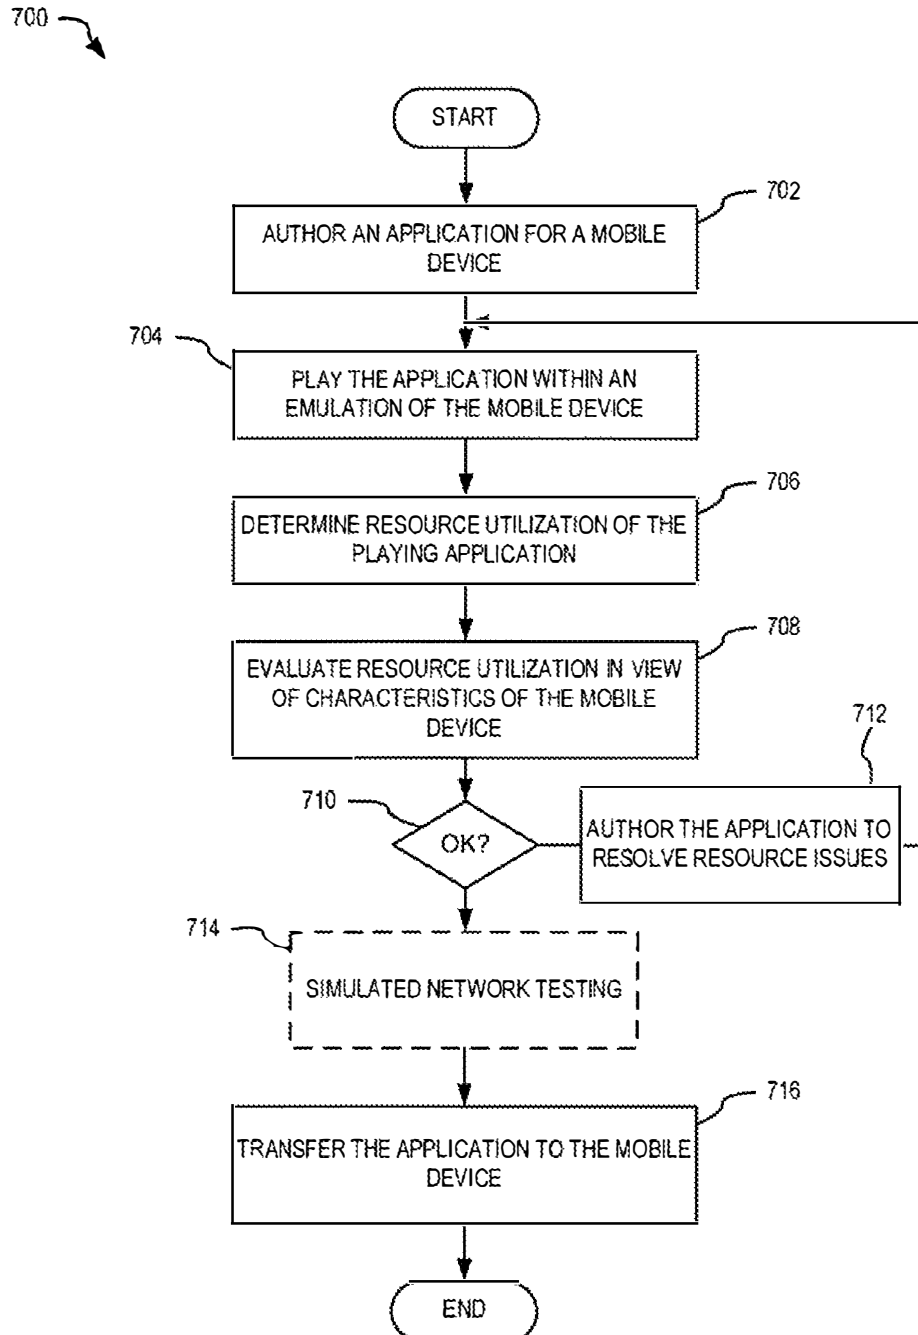 700
START
702
AUTHOR AN APPLICATION FOR A MOBILE
DEVICE
704
PLAY THE APPLICATION WITHIN AN
EMULATION OF THE MOBILE DEVICE
706
DETERMINE RESOURCE UTILIZATION OF THE
PLAYING APPLICATION
708
EVALUATE RESOURCE UTILIZATION IN VIEW
OF CHARACTERISTICS OF THE MOBILE
DEVICE
710
OK?
712
AUTHOR THE APPLICATION TO
RESOLVE RESOURCE ISSUES
714
SIMULATED NETWORK TESTING
716
TRANSFER THE APPLICATION TO THE MOBILE
DEVICE
END